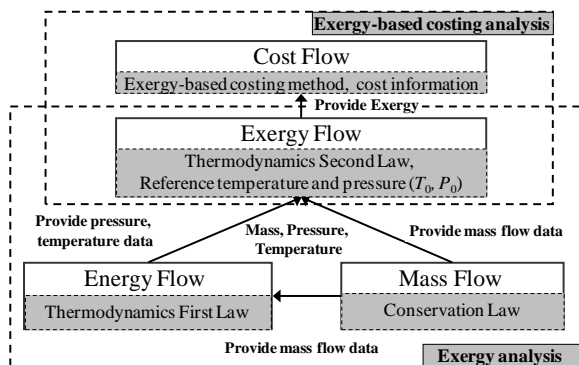 Exergy-based costing analysis
Cost Flow
Exergy-based costing method, cost information
Provide Exergy
Exergy Flow
Thermodynamics Second Law,
Reference temperature and pressure (T0, P0)
Provide pressure,
temperature data
Mass, Pressure,
Temperature
Provide mass flow data
Energy Flow
Thermodynamics First Law
Mass Flow
Conservation Law
Provide mass flow data
Exergy analysis